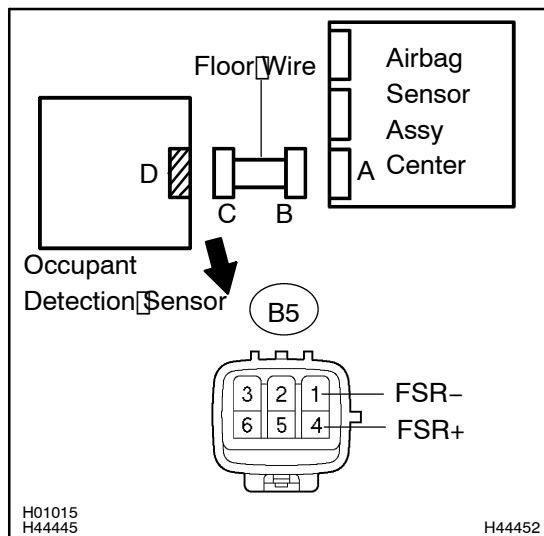 Floor Wire
Airbag
Sensor
Assy
Center
D
A
C
B
Occupant
Detection Sensor
B5
3 2 1
FSR−
6 5 4
FSR+
H01015
H44445
H44452